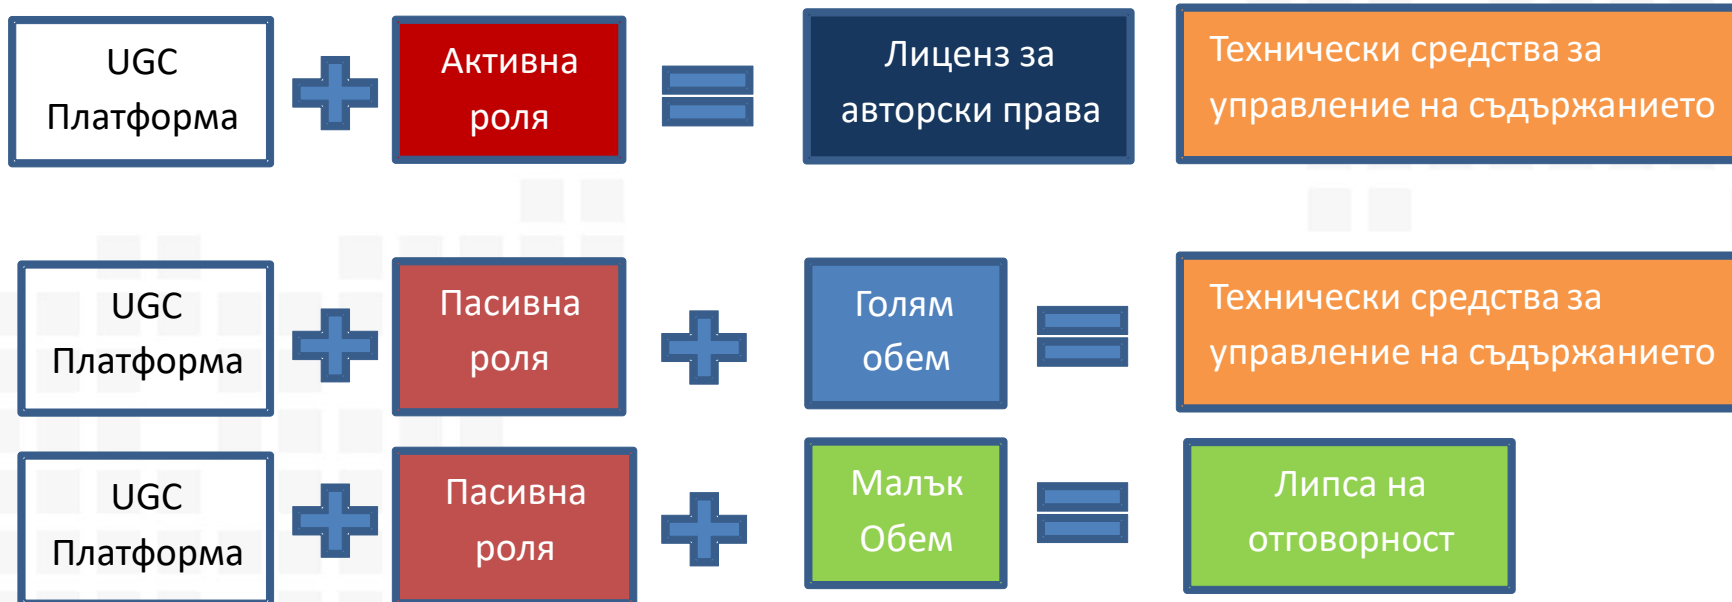 UGC
Платформа
Активна
роля
Лиценз за
авторски права
Технически средства за
управление на съдържанието
UGC
Платформа
Пасивна
роля
Голям
обем
Технически средства за
управление на съдържанието
UGC
Платформа
Пасивна
роля
Малък
Обем
Липса на
отговорност